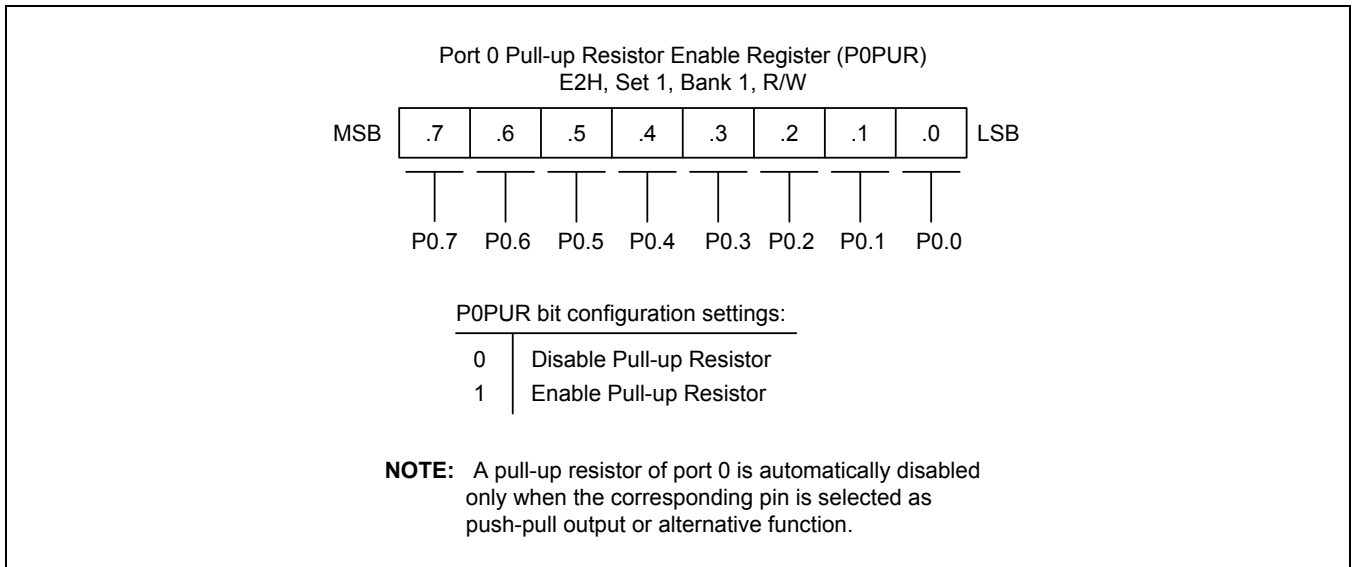 Port 0 Pull-up Resistor Enable Register (P0PUR)
E2H, Set 1, Bank 1, R/W
MSB .7 .6 .5 .4 .3 .2 .1 .0 LSB
P0.7 P0.6 P0.5 P0.4 P0.3 P0.2 P0.1 P0.0
P0PUR bit configuration settings:
0 Disable Pull-up Resistor
1 Enable Pull-up Resistor
NOTE: A pull-up resistor of port 0 is automatically disabled
only when the corresponding pin is selected as
push-pull output or alternative function.